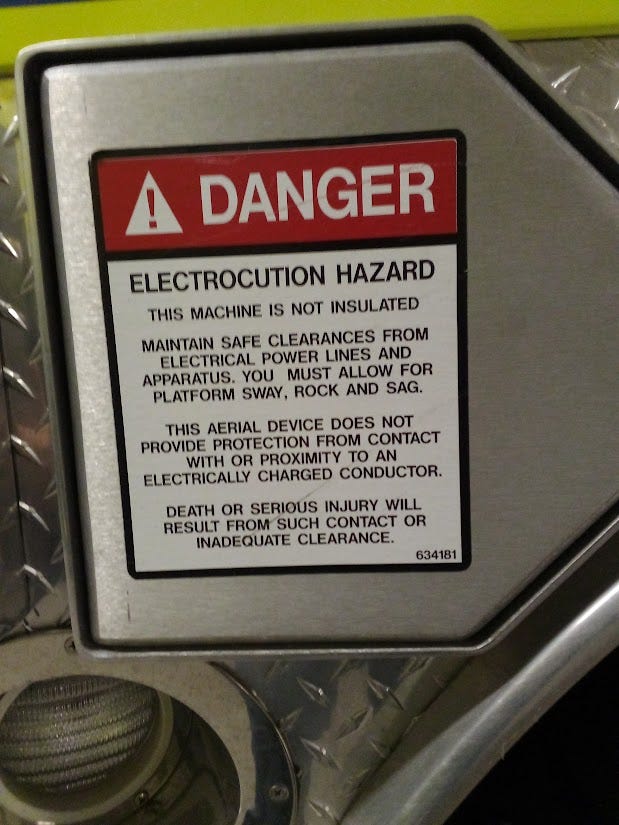 DANGER
ELECTROCUTION HAZARD
THIS MACHINE IS NOT INSULATED
MAINTAIN SAFE CLEARANCES FROM
ELECTRICAL POWER LINES AND
APPARATUS. YOU MUST ALLOW FOR
PLATFORM SWAY, ROCK AND SAG.
THIS AERIAL DEVICE DOES NOT
PROVIDE PROTECTION FROM CONTACT
WITH OR PROXIMITY TO AN
ELECTRICALLY CHARGED CONDUCTOR.
DEATH OR SERIOUS INJURY WILL
RESULT FROM SUCH CONTACT OR
INADEQUATE CLEARANCE.
634181